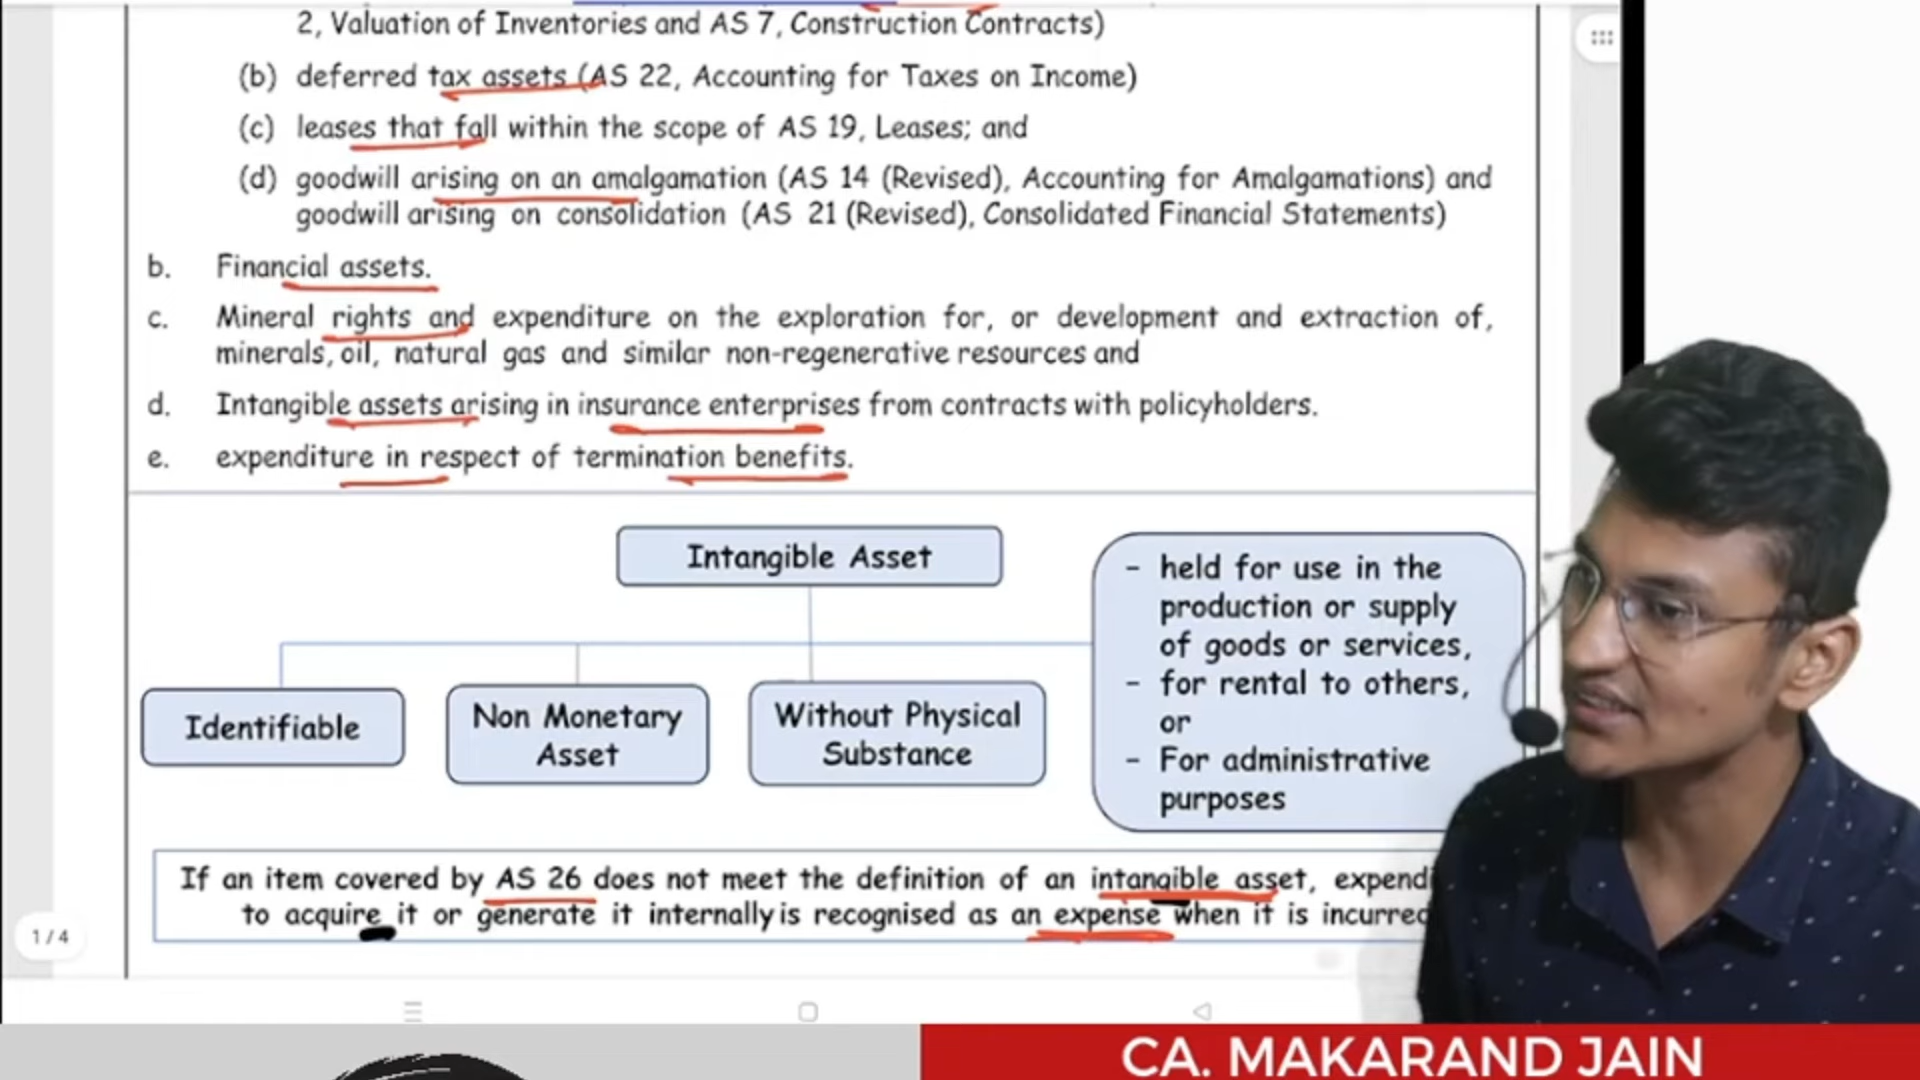 2, Valuation of Inventories and AS 7, Construction Contracts)
(b) deferred tax assets (AS 22, Accounting for Taxes on Income)
(c) leases that fall within the scope of AS 19, Leases; and
(d) goodwill arising on an amalgamation (AS 14 (Revised), Accounting for Amalgamations) and
goodwill arising on consolidation (AS 21 (Revised), Consolidated Financial Statements)
b. Financial assets.
c. Mineral rights and expenditure on the exploration for, or development and extraction of,
minerals, oil, natural gas and similar non-regenerative resources and
d. Intangible assets arising in insurance enterprises from contracts with policyholders.
e. expenditure in respect of termination benefits.
Intangible Asset
Identifiable
Non Monetary
Asset
Without Physical
Substance
- held for use in the
production or supply
of goods or services,
- for rental to others,
or
- For administrative
purposes
If an item covered by AS 26 does not meet the definition of an intangible asset, expendi
to acquire it or generate it internally is recognised as an expense when it is incurred
1/4
CA. MAKARAND JAIN